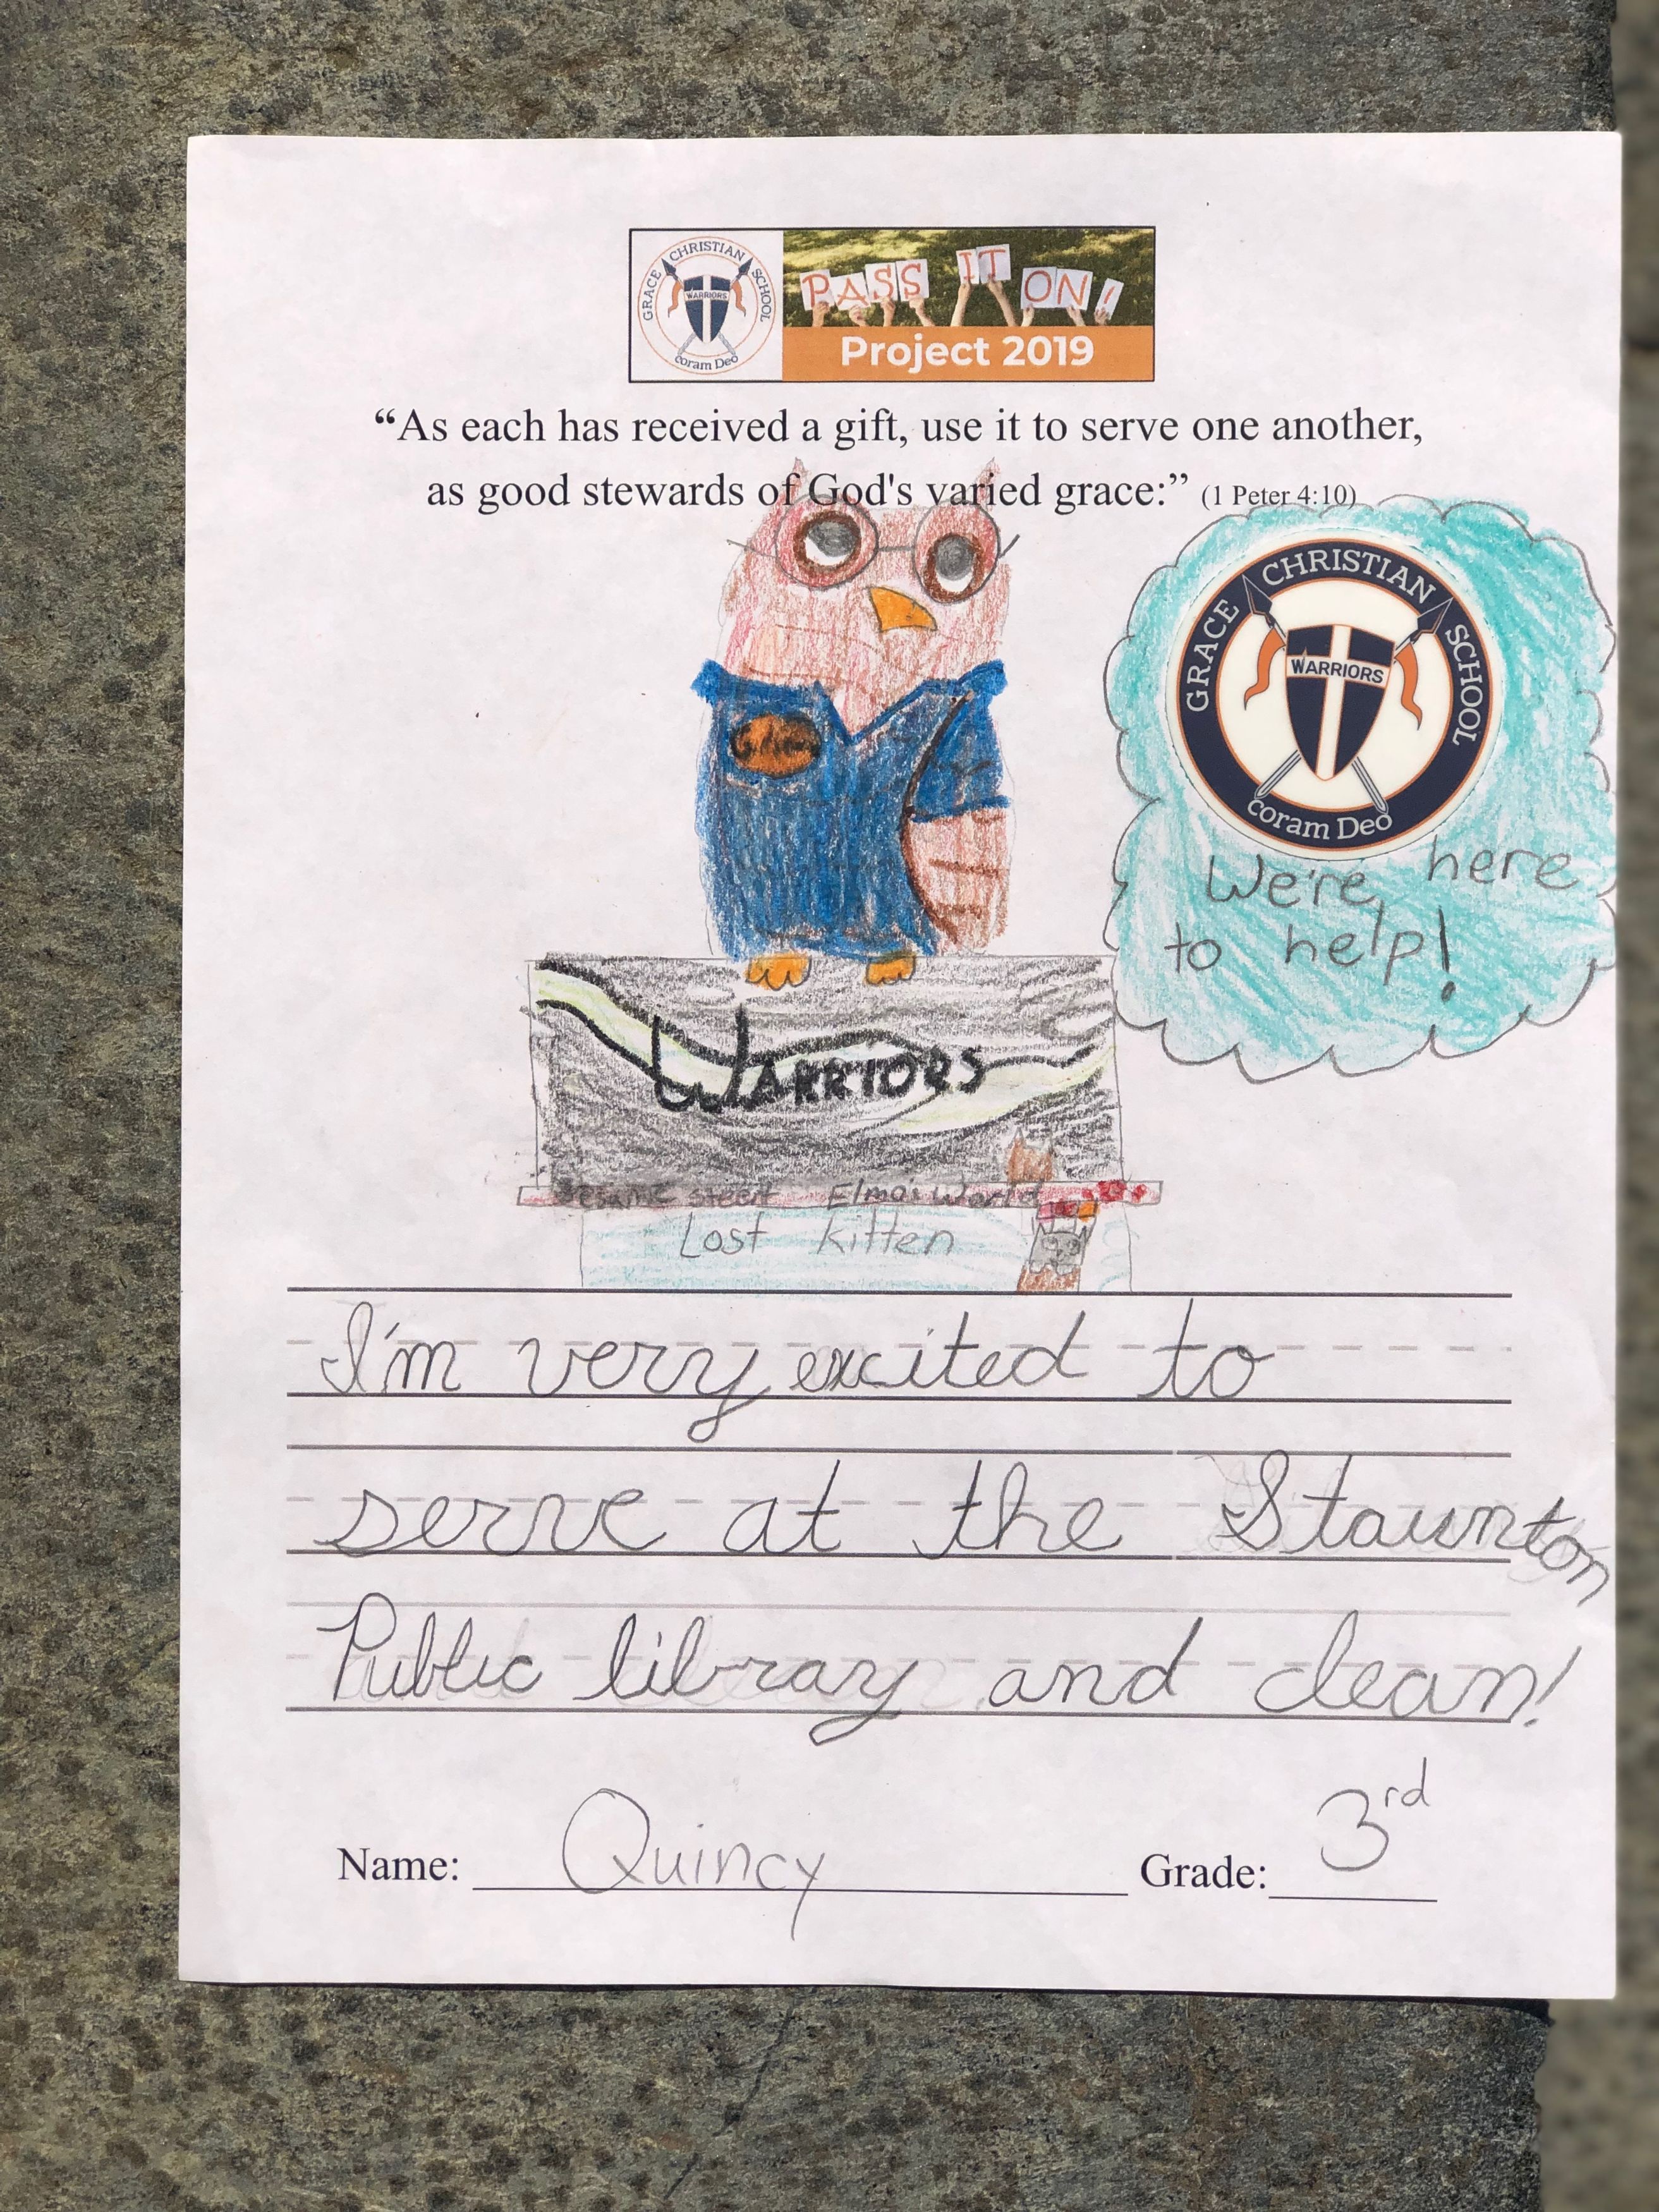 GRACE CHRISTIAN SCHOOL
WARRIORS
coram Deo
PASS IT ON!
Project 2019
“As each has received a gift, use it to serve one another,
as good stewards of God's varied grace:” (1 Peter 4:10)
GRACE CHRISTIAN SCHOOL
WARRIORS
coram Deo
We're here
to help!
WARRIORS
Elmo's World
Lost kitten
I'm very excited to
serve at the Staunton
Public library and clean!
Name: Quincy Grade: 3rd